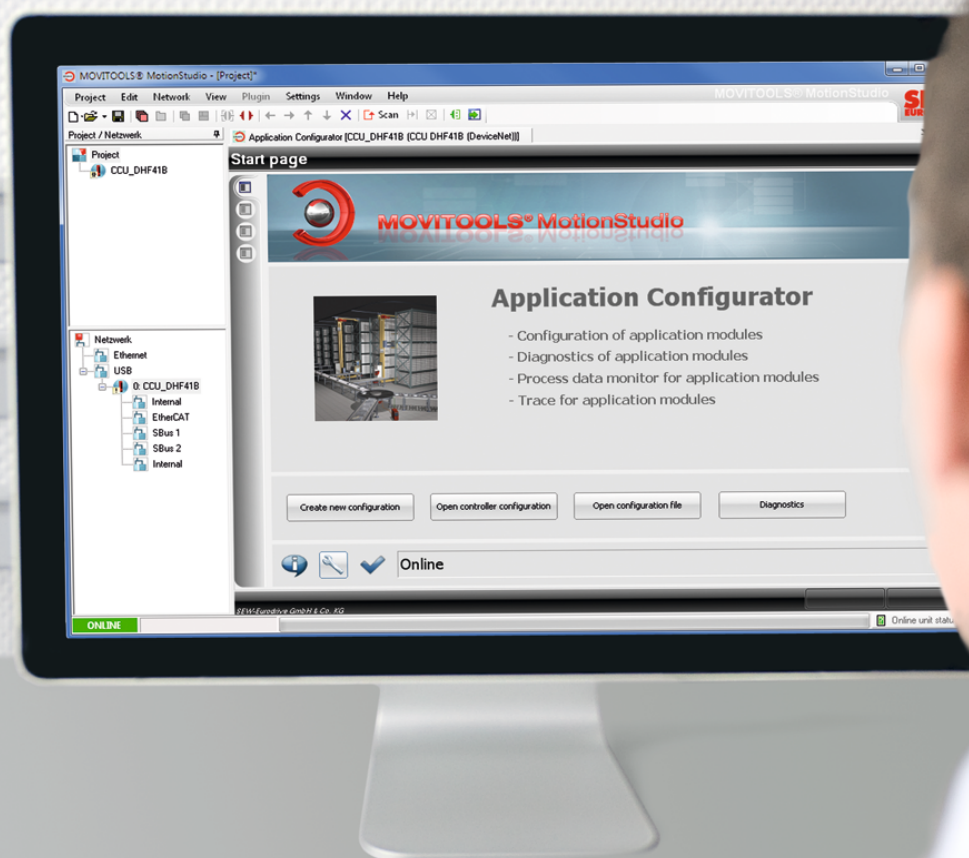 MOVITOOLS® MotionStudio - [Project]*
Project Edit Network View Plugin Settings Window Help
MOVITOOLS® MotionStudio
Scan
Project / Netzwerk
Application Configurator [CCU_DHF41B (CCU DHF41B (DeviceNet))]
Project
CCU_DHF41B
Start page
MOVITOOLS® MotionStudio
Application Configurator
- Configuration of application modules
- Diagnostics of application modules
- Process data monitor for application modules
- Trace for application modules
Netzwerk
Ethernet
USB
0: CCU_DHF41B
Internal
EtherCAT
SBus 1
SBus 2
Internal
Create new configuration
Open controller configuration
Open configuration file
Diagnostics
Online
SEW-Eurodrive GmbH & Co. KG
ONLINE
Online unit